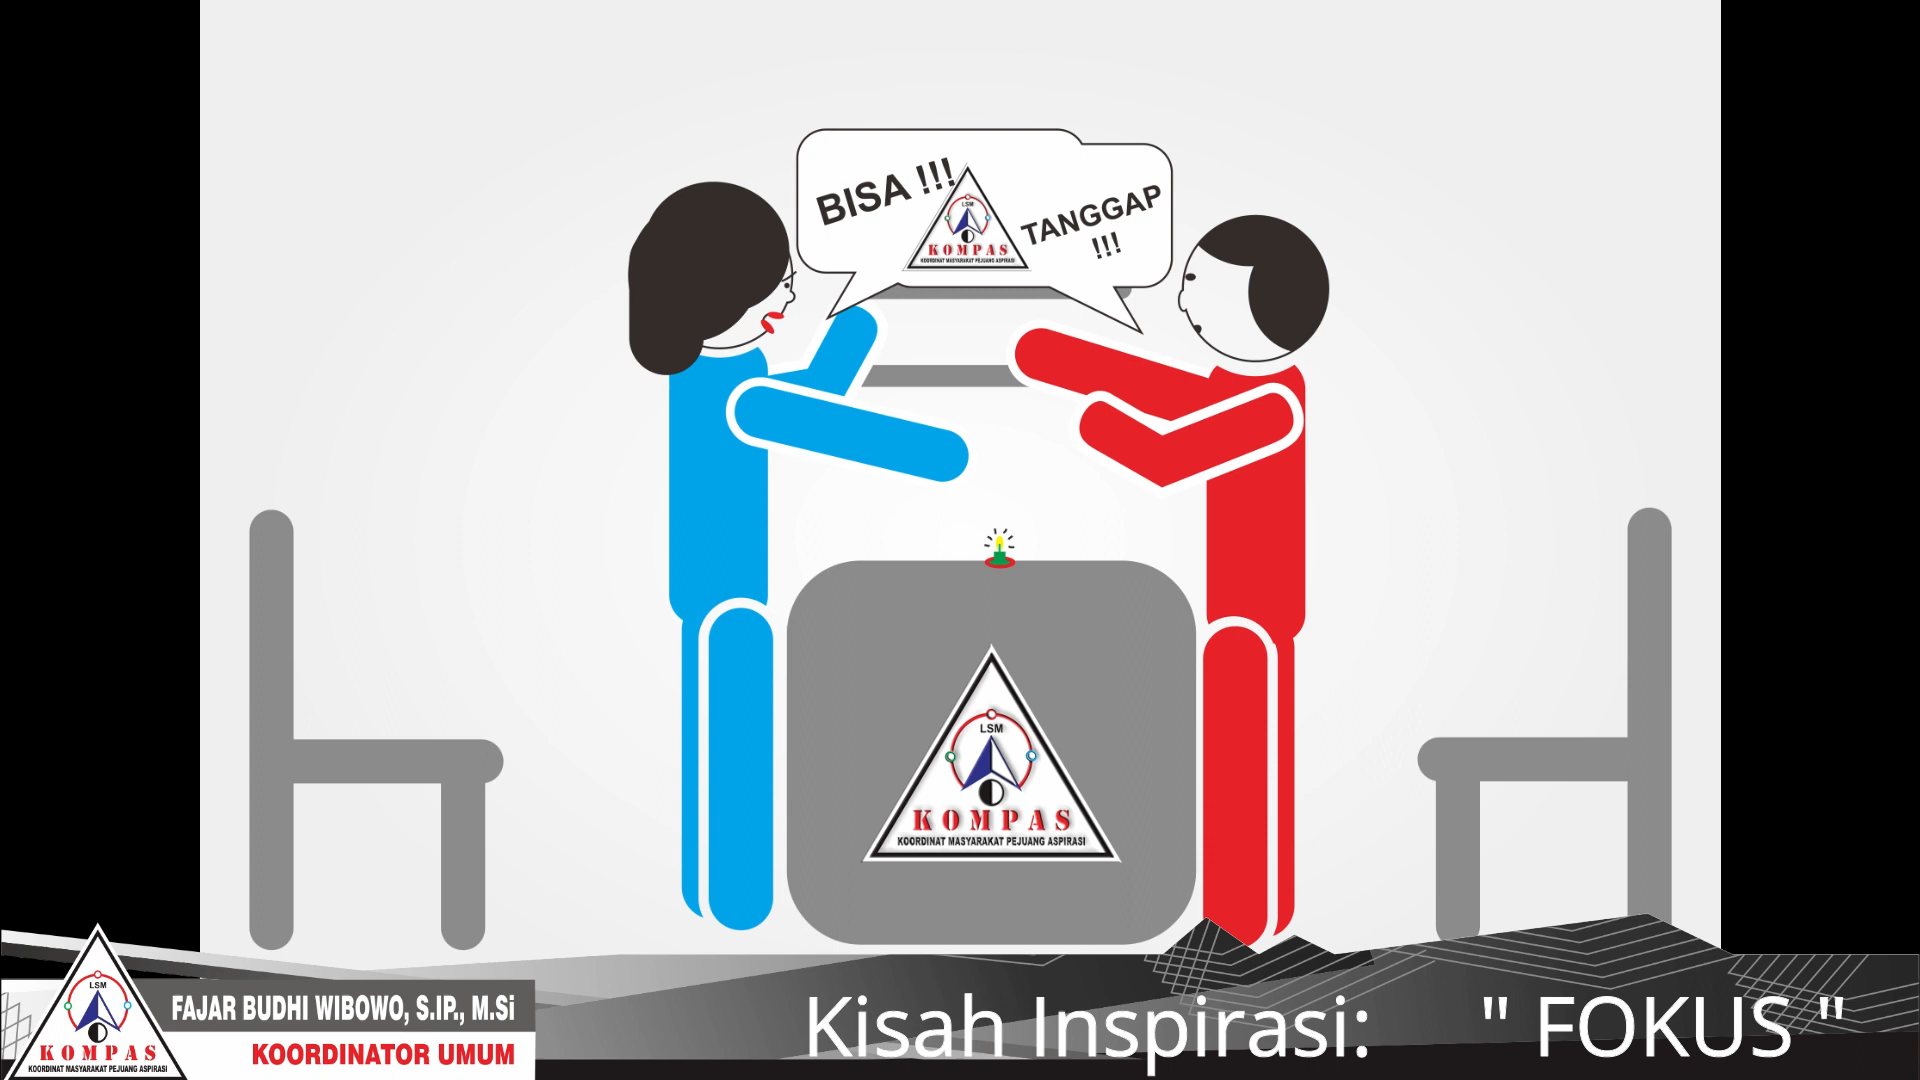 BISA !!!
TANGGAP
!!!
LSM
KOMPAS
KOORDINAT MASYARAKAT PEJUANG ASPIRASI
LSM
KOMPAS
KOORDINAT MASYARAKAT PEJUANG ASPIRASI
LSM
KOMPAS
KOORDINAT MASYARAKAT PEJUANG ASPIRASI
FAJAR BUDHI WIBOWO, S.IP., M.Si
KOORDINATOR UMUM
Kisah Inspirasi: " FOKUS "